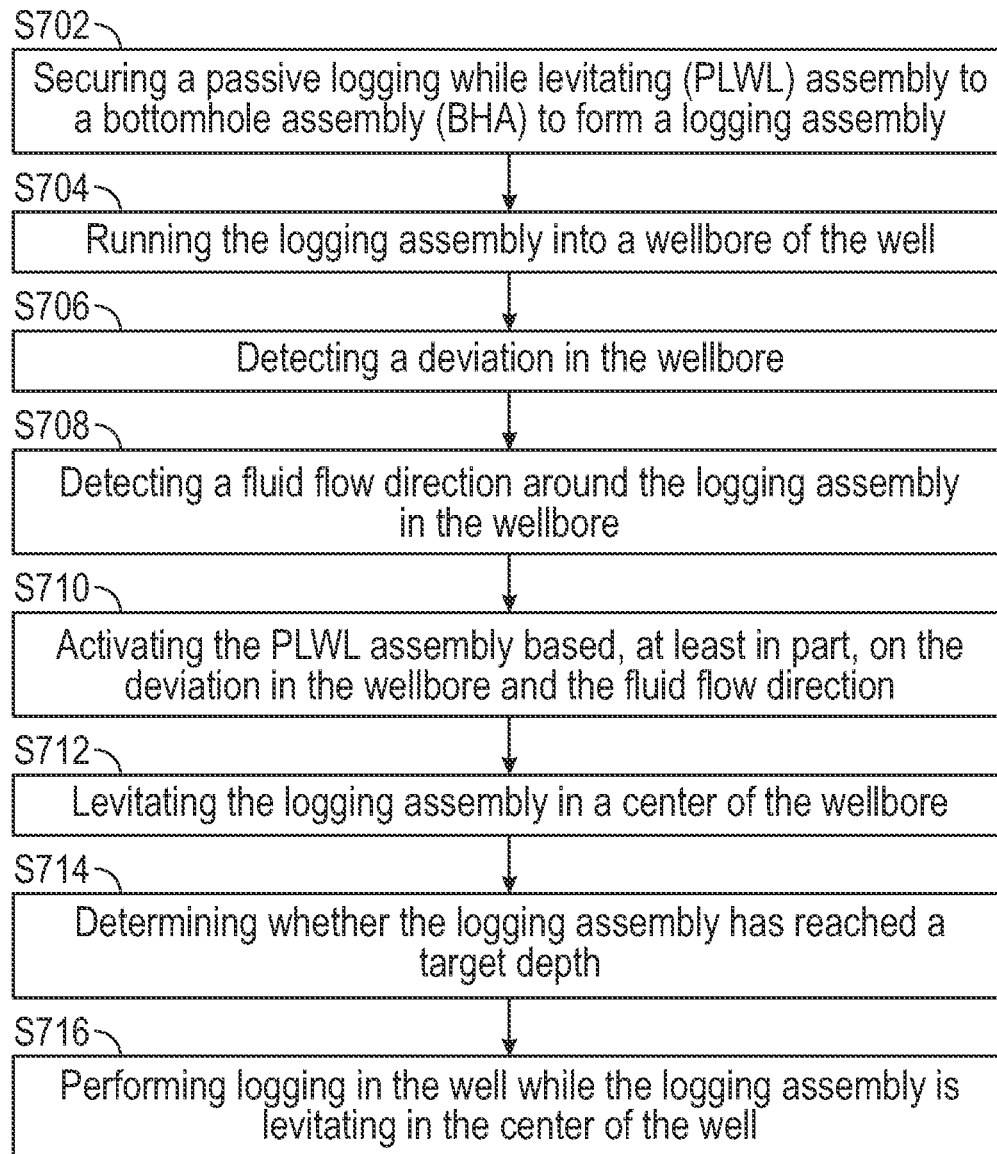 S702
Securing a passive logging while levitating (PLWL) assembly to
a bottomhole assembly (BHA) to form a logging assembly
S704
Running the logging assembly into a wellbore of the well
S706
Detecting a deviation in the wellbore
S708
Detecting a fluid flow direction around the logging assembly
in the wellbore
S710
Activating the PLWL assembly based, at least in part, on the
deviation in the wellbore and the fluid flow direction
S712
Levitating the logging assembly in a center of the wellbore
S714
Determining whether the logging assembly has reached a
target depth
S716
Performing logging in the well while the logging assembly is
levitating in the center of the well